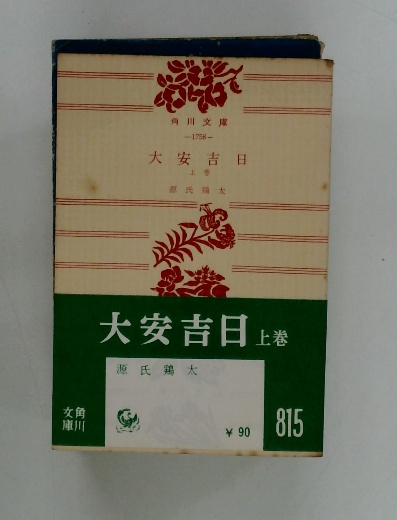 角川文庫
—1758—
大安吉日
上巻
源氏鶏太
大安吉日 上巻
源氏鶏太
角川文庫
¥90
815